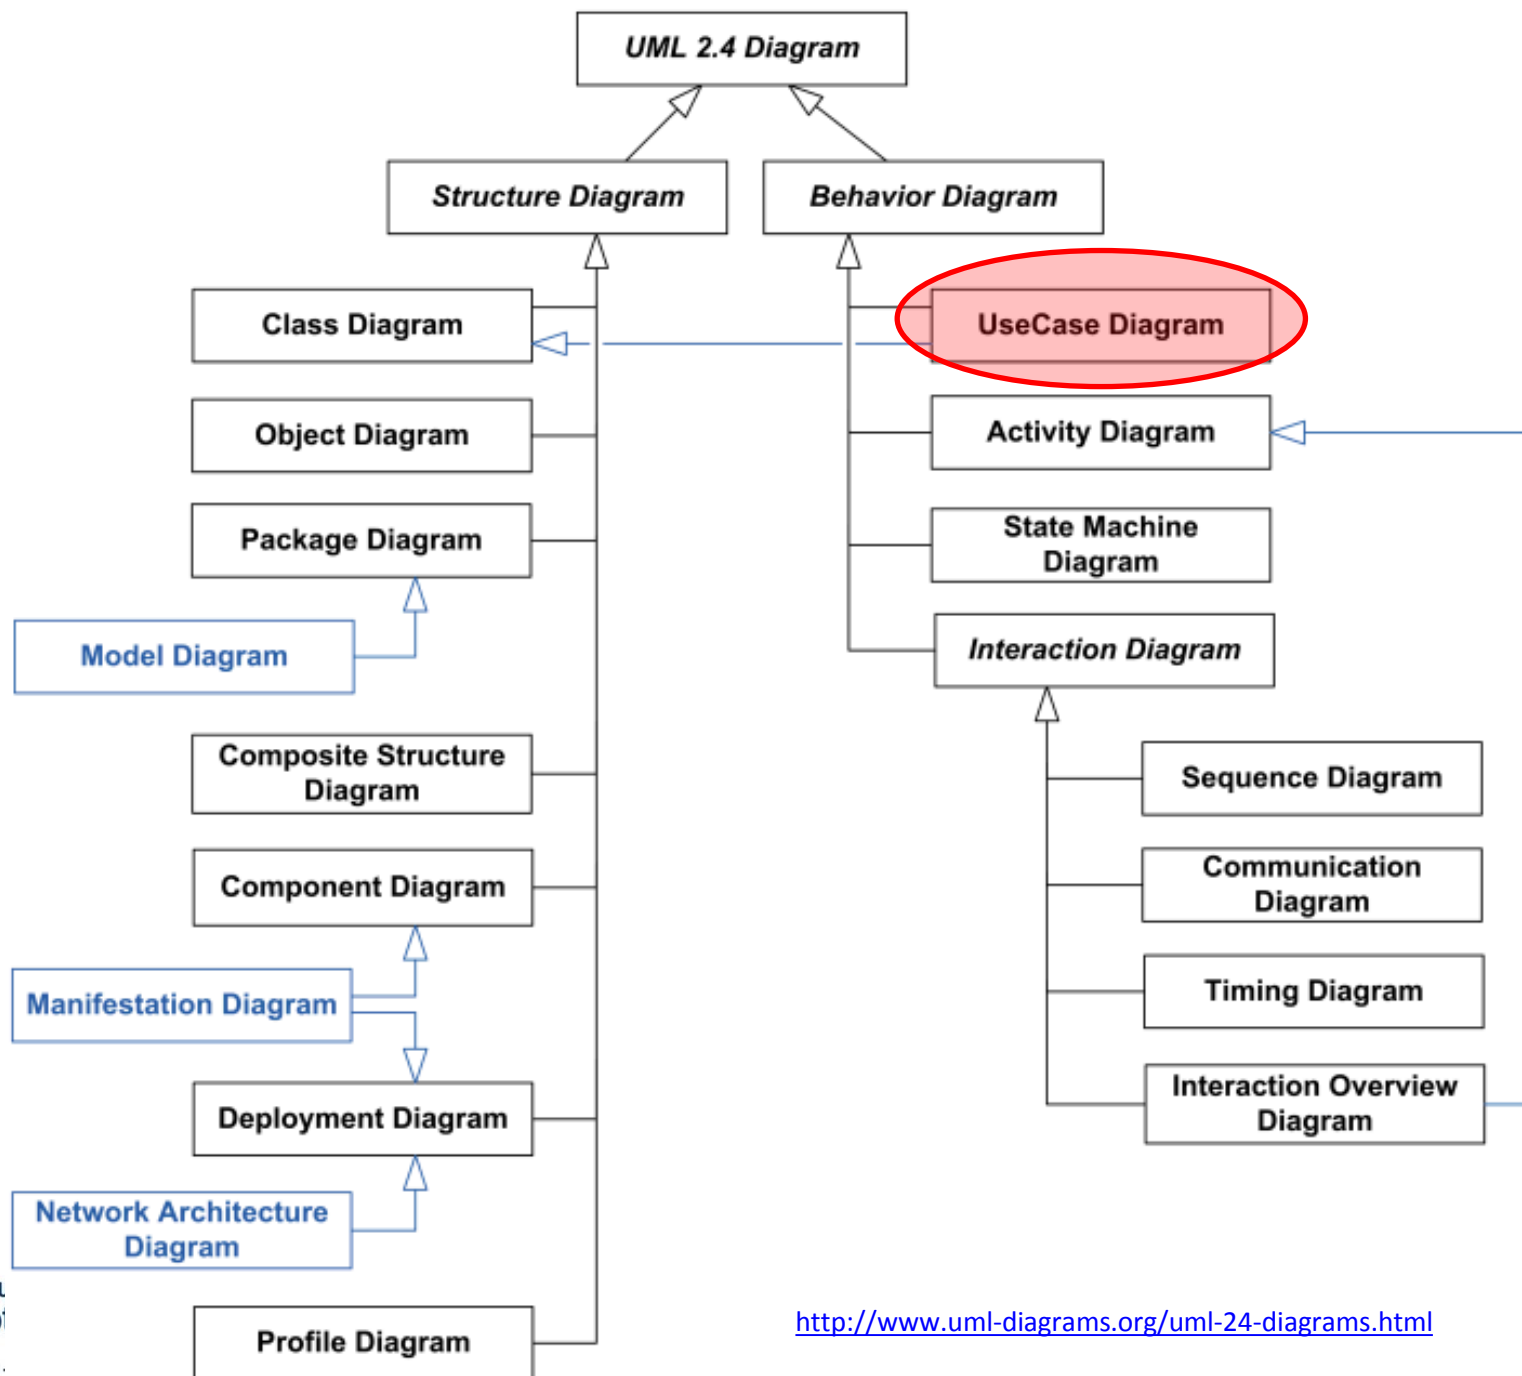 UML 2.4 Diagram
Structure Diagram
Behavior Diagram
Class Diagram
UseCase Diagram
Object Diagram
Activity Diagram
Package Diagram
State Machine
Diagram
Model Diagram
Interaction Diagram
Composite Structure
Diagram
Sequence Diagram
Component Diagram
Communication
Diagram
Manifestation Diagram
Timing Diagram
Deployment Diagram
Interaction Overview
Diagram
Network Architecture
Diagram
Profile Diagram
http://www.uml-diagrams.org/uml-24-diagrams.html